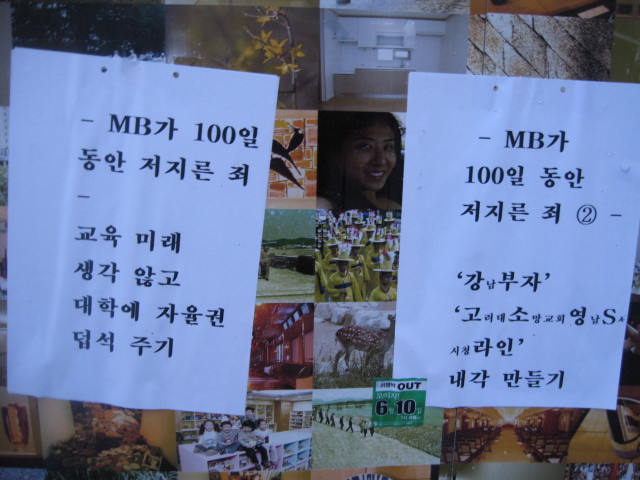 - MB가 100일
동안 저지른 죄
-
교육 미래
생각 않고
대학에 자율권
덥석 주기
- MB가
100일 동안
저지른 죄 ② -
‘강남부자’
‘고려대소망교회영남S
시청라인’
내각 만들기
OUT
6 10